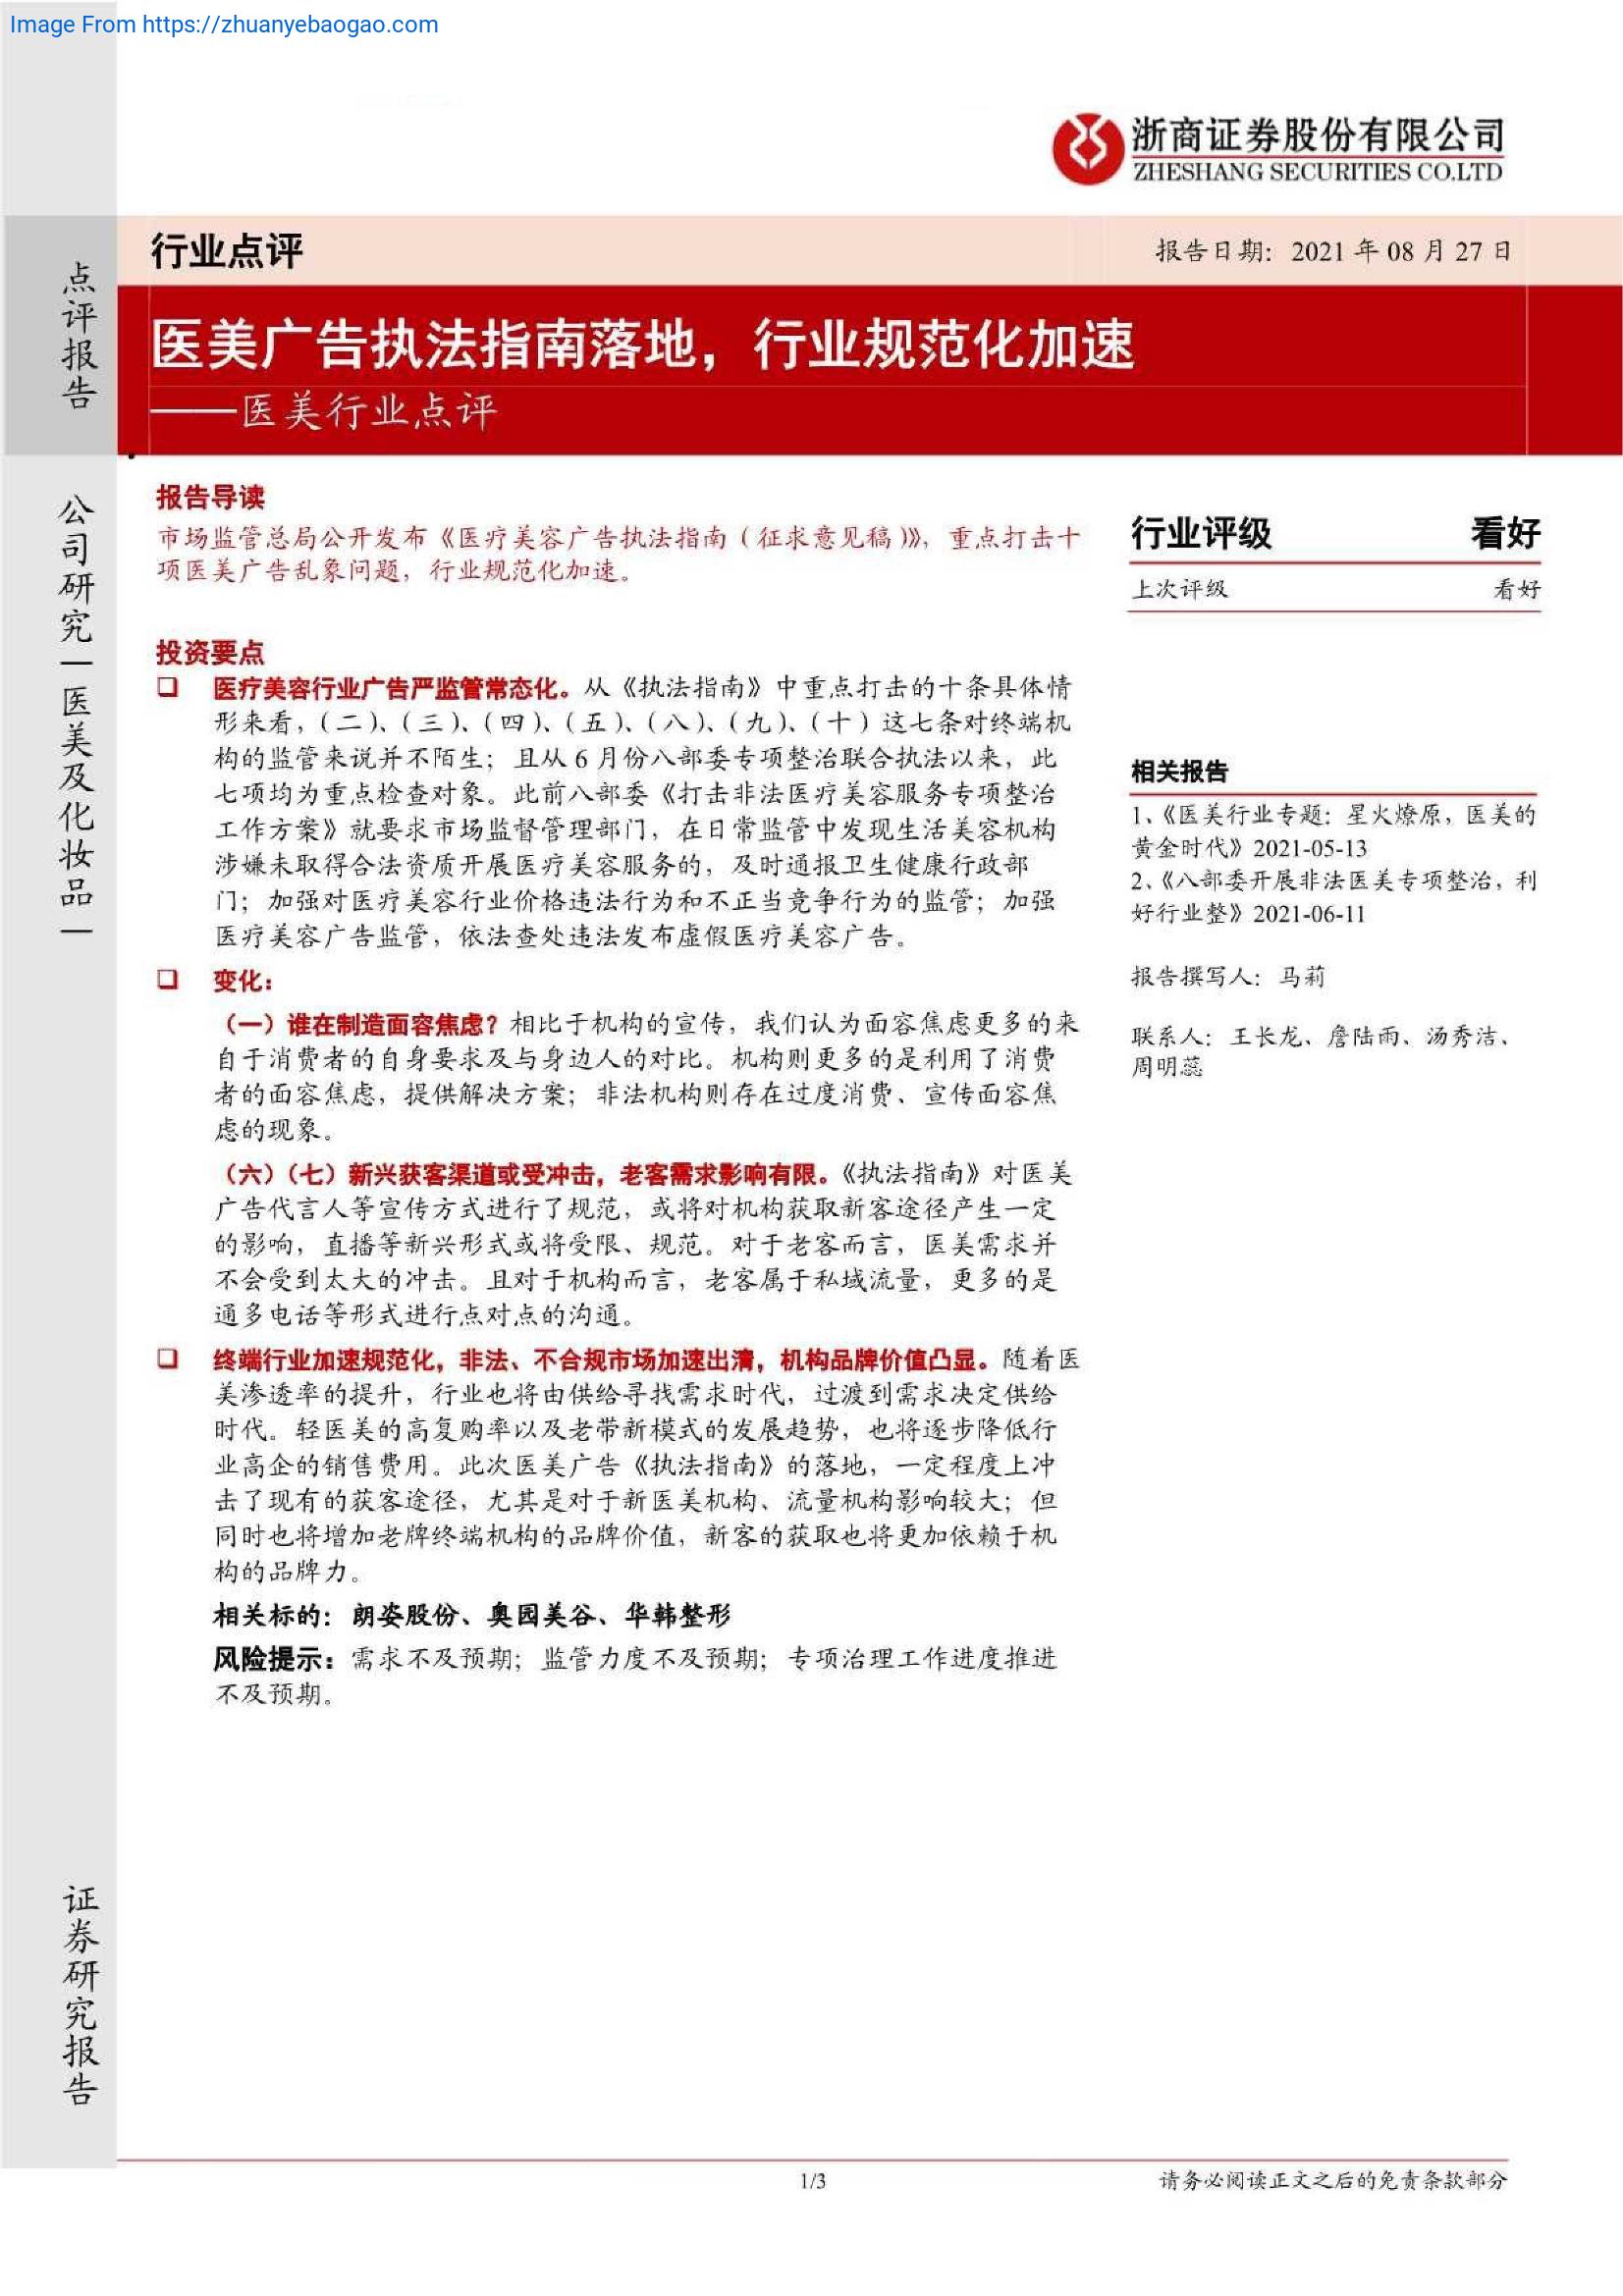 Image From https://zhuanyebaogao.com
浙商证券股份有限公司
ZHESHANG SECURITIES CO.LTD
点评报告
行业点评
报告日期：2021 年 08 月 27 日
医美广告执法指南落地，行业规范化加速
——医美行业点评
公司研究|医美及化妆品|
报告导读
市场监管总局公开发布《医疗美容广告执法指南（征求意见稿）》，重点打击十
项医美广告乱象问题，行业规范化加速。
投资要点
❑ 医疗美容行业广告严监管常态化。从《执法指南》中重点打击的十条具体情
形来看，（二）、（三）、（四）、（五）、（八）、（九）、（十）这七条对终端机
构的监管来说并不陌生；且从 6 月份八部委专项整治联合执法以来，此
七项均为重点检查对象。此前八部委《打击非法医疗美容服务专项整治
工作方案》就要求市场监督管理部门，在日常监管中发现生活美容机构
涉嫌未取得合法资质开展医疗美容服务的，及时通报卫生健康行政部
门；加强对医疗美容行业价格违法行为和不正当竞争行为的监管；加强
医疗美容广告监管，依法查处违法发布虚假医疗美容广告。
❑ 变化：
（一）谁在制造面容焦虑？相比于机构的宣传，我们认为面容焦虑更多的来
自于消费者的自身要求及与身边人的对比。机构则更多的是利用了消费
者的面容焦虑，提供解决方案；非法机构则存在过度消费、宣传面容焦
虑的现象。
（六）（七）新兴获客渠道或受冲击，老客需求影响有限。《执法指南》对医美
广告代言人等宣传方式进行了规范，或将对机构获取新客途径产生一定
的影响，直播等新兴形式或将受限、规范。对于老客而言，医美需求并
不会受到太大的冲击。且对于机构而言，老客属于私域流量，更多的是
通多电话等形式进行点对点的沟通。
❑ 终端行业加速规范化，非法、不合规市场加速出清，机构品牌价值凸显。随着医
美渗透率的提升，行业也将由供给寻找需求时代，过渡到需求决定供给
时代。轻医美的高复购率以及老带新模式的发展趋势，也将逐步降低行
业高企的销售费用。此次医美广告《执法指南》的落地，一定程度上冲
去了现有的获客途径，尤其是对于新医美机构、流量机构影响较大；但
同时也将增加老牌终端机构的品牌价值，新客的获取也将更加依赖于机
构的品牌力。
相关标的：朗姿股份、奥园美谷、华韩整形
风险提示：需求不及预期；监管力度不及预期；专项治理工作进度推进
不及预期。
行业评级 看好
上次评级 看好
相关报告
1、《医美行业专题：星火燎原，医美的
黄金时代》2021-05-13
2、《八部委开展非法医美专项整治，利
好行业整》2021-06-11
报告撰写人：马莉
联系人：王长龙、詹陆雨、汤秀洁、
周明蕊
证券研究报告
1/3
请务必阅读正文之后的免责条款部分